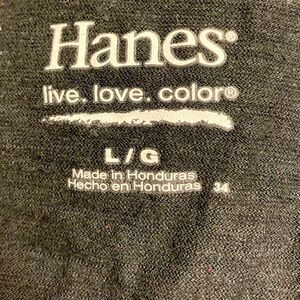 Hanes®
live. love. color®
L / G
Made in Honduras
Hecho en Honduras 34